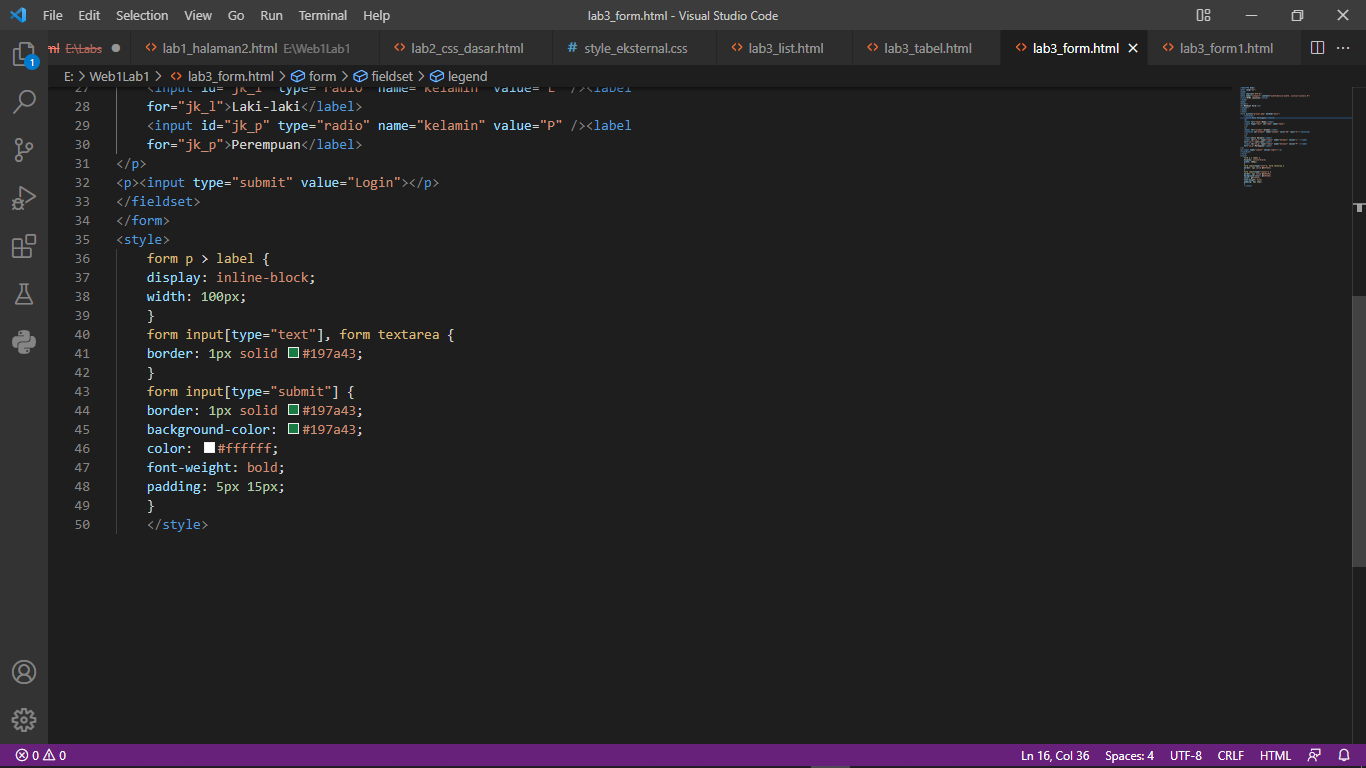 File Edit Selection View Go Run Terminal Help lab3_form.html - Visual Studio Code
ml E:\Labs ● lab1_halaman2.html E:\Web1Lab1 <> lab2_css_dasar.html # style_eksternal.css <> lab3_list.html <> lab3_tabel.html <> lab3_form.html <> lab3_form1.html ...
1
E: > Web1Lab1 > <> lab3_form.html > form > fieldset > legend
27 <input id="jk_l" type="radio" name="kelamin" value="L" /><label
28 for="jk_l">Laki-laki</label>
29 <input id="jk_p" type="radio" name="kelamin" value="P" /><label
30 for="jk_p">Perempuan</label>
31 </p>
32 <p><input type="submit" value="Login"></p>
33 </fieldset>
34 </form>
35 <style>
36 form p > label {
37 display: inline-block;
38 width: 100px;
39 }
40 form input[type="text"], form textarea {
41 border: 1px solid #197a43;
42 }
43 form input[type="submit"] {
44 border: 1px solid #197a43;
45 background-color: #197a43;
46 color: #ffffff;
47 font-weight: bold;
48 padding: 5px 15px;
49 }
50 </style>
0 0 Ln 16, Col 36 Spaces: 4 UTF-8 CRLF HTML